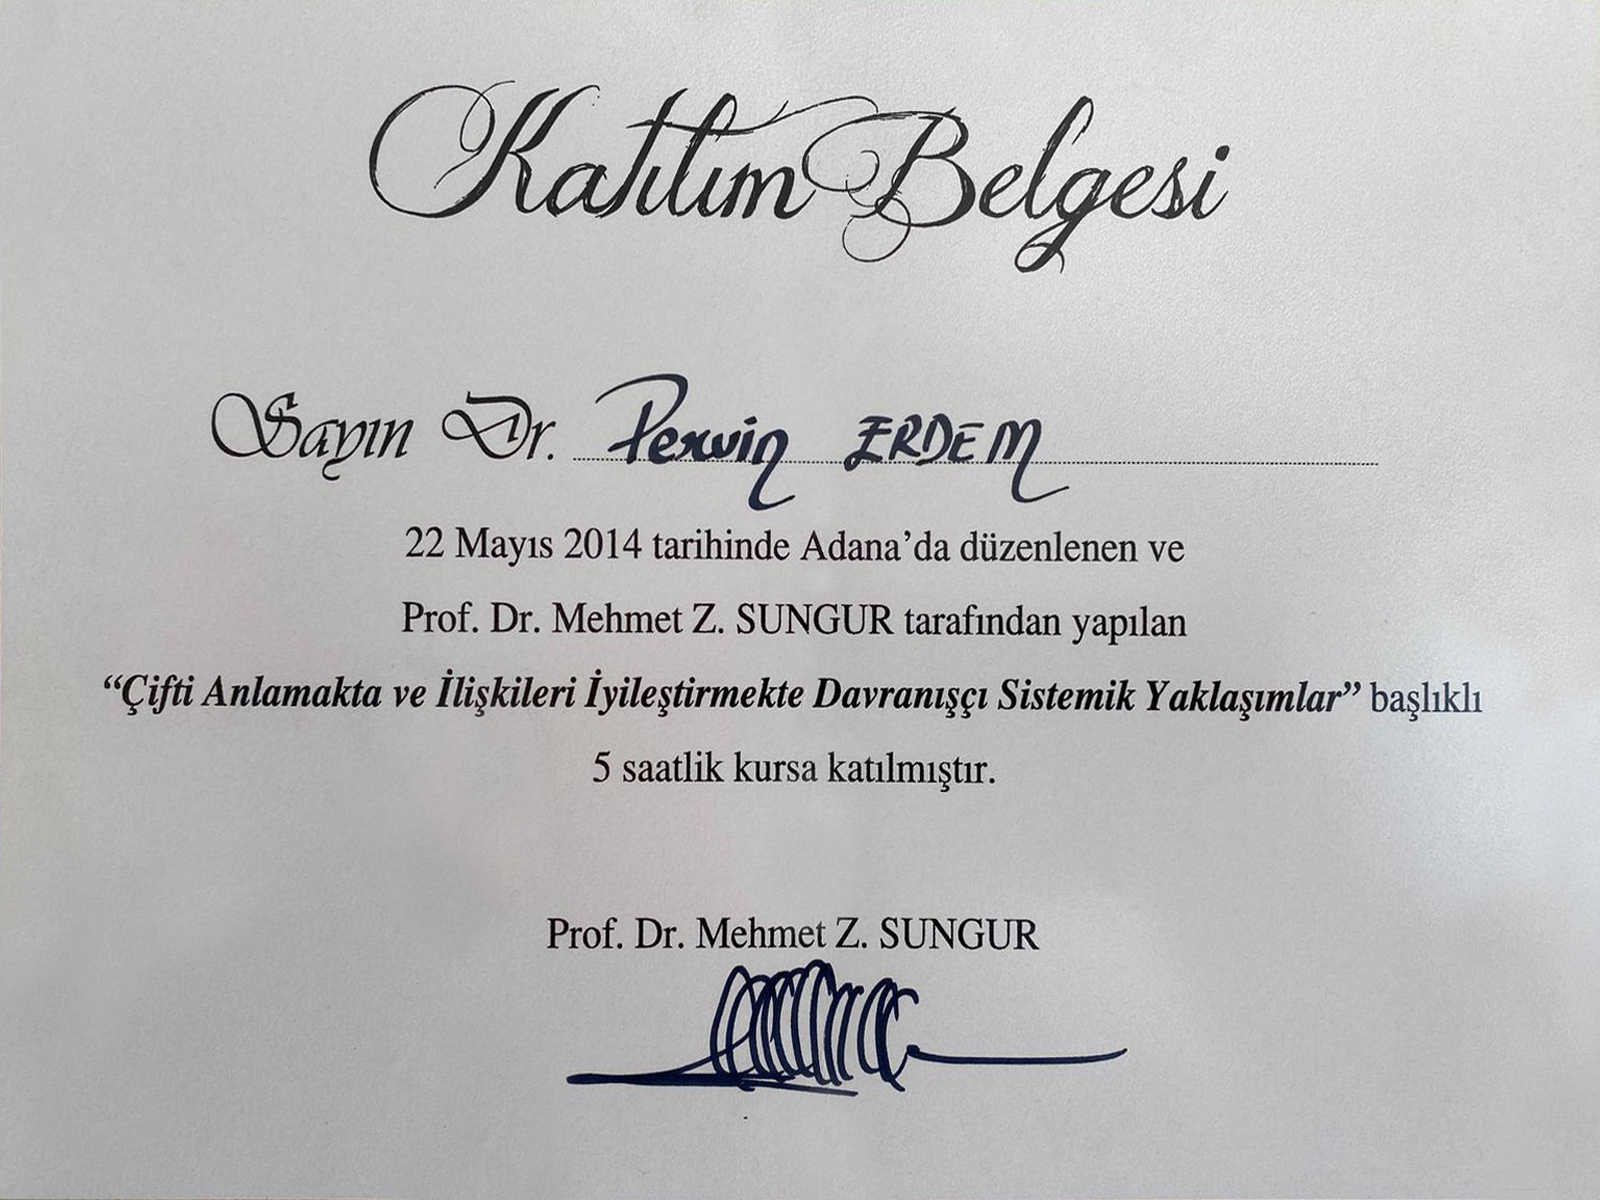 Katılım Belgesi
Sayın Dr. Perwin ERDEM
22 Mayıs 2014 tarihinde Adana’da düzenlenen ve
Prof. Dr. Mehmet Z. SUNGUR tarafından yapılan
“Çifti Anlamakta ve İlişkileri İyileştirmekte Davranışçı Sistemik Yaklaşımlar” başlıklı
5 saatlik kursa katılmıştır.
Prof. Dr. Mehmet Z. SUNGUR